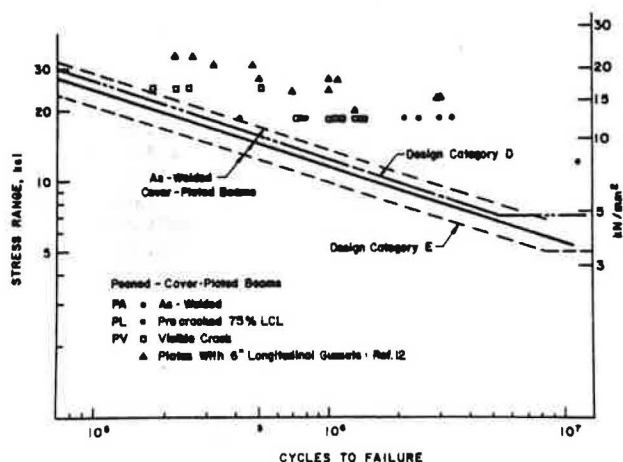 STRESS RANGE, ksi
30
20
10
5
30
20
15
10
5
3
kN/mm²
Design Category D
As-Welded
Cover-Plated Beams
Design Category E
Peened - Cover-Plated Beams
PA • As-Welded
PL • Precracked 75% LCL
PV □ Visible Crack
▲ Plates With 6" Longitudinal Gussets - Ref. 12
5
10⁶
10⁷
CYCLES TO FAILURE